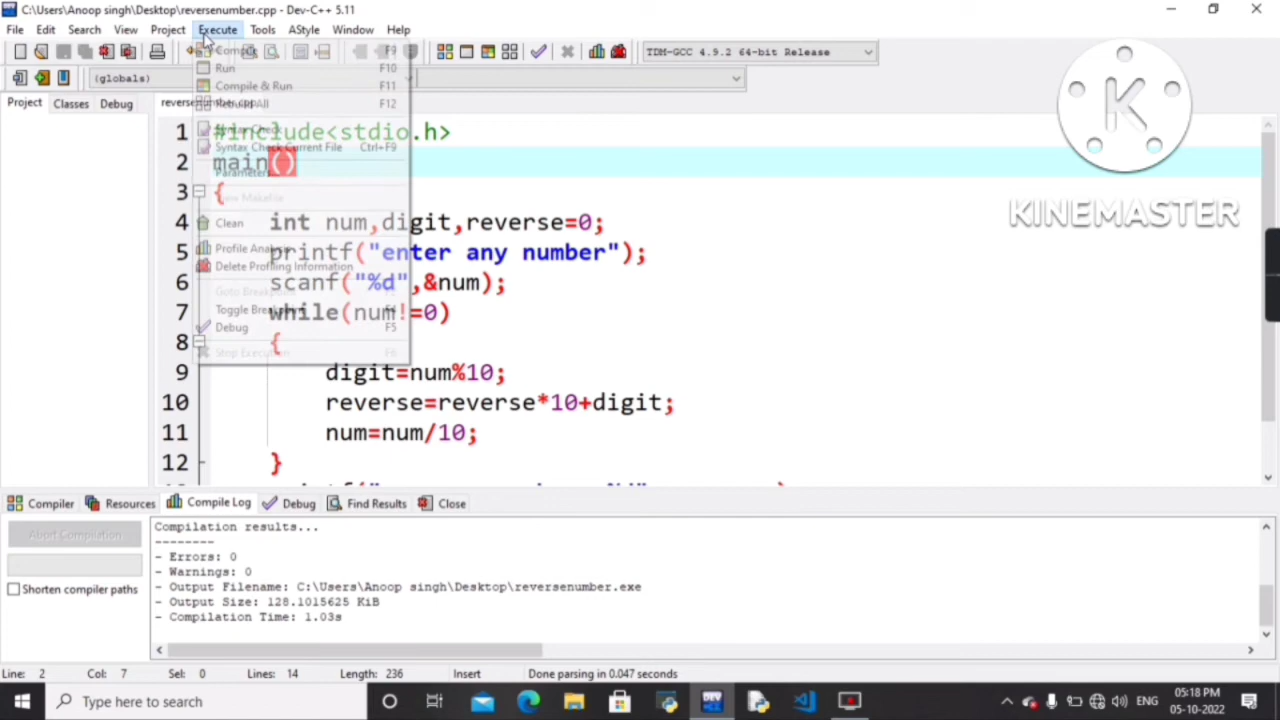 C:\Users\Anoop singh\Desktop\reversenumber.cpp - Dev-C++ 5.11
File Edit Search View Project Execute Tools AStyle Window Help
Compile F9
TDM-GCC 4.9.2 64-bit Release
Run F10
(globals)
Compile & Run F11
Project Classes Debug
Rebuild All F12
Syntax Check
Syntax Check Current File Ctrl+F9
Parameters
Clean
Profile Analysis
Delete Profiling Information
Toggle Breakpoint F4
Debug F5
Stop Execution F6
1 #include<stdio.h>
2 main()
3 {
4 int num,digit,reverse=0;
5 printf("enter any number");
6 scanf("%d",&num);
7 while(num!=0)
8 {
9 digit=num%10;
10 reverse=reverse*10+digit;
11 num=num/10;
12 }
K
KINEMASTER
Compiler Resources Compile Log Debug Find Results Close
Abort Compilation
Shorten compiler paths
Compilation results...
--------
- Errors: 0
- Warnings: 0
- Output Filename: C:\Users\Anoop singh\Desktop\reversenumber.exe
- Output Size: 128.1015625 KiB
- Compilation Time: 1.03s
Line: 2 Col: 7 Sel: 0 Lines: 14 Length: 236 Insert Done parsing in 0.047 seconds
Type here to search
DEV
ENG
05:18 PM
05-10-2022